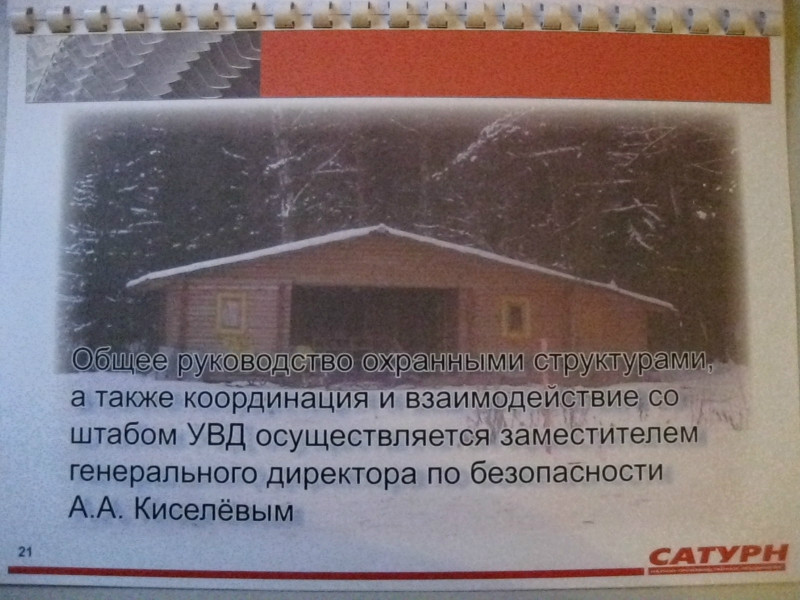 Общее руководство охранными структурами,
а также координация и взаимодействие со
штабом УВД осуществляется заместителем
генерального директора по безопасности
А.А. Киселёвым
21
САТУРН